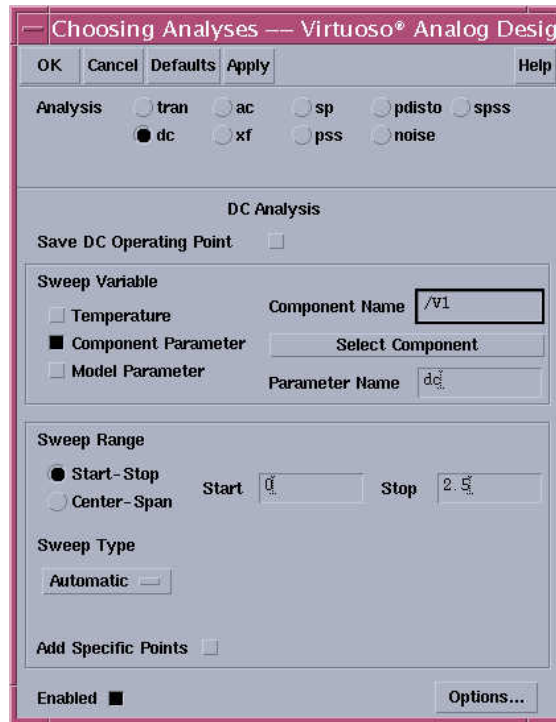 Choosing Analyses –– Virtuoso® Analog Desig
OK Cancel Defaults Apply Help
Analysis tran ac sp pdisto spss
dc xf pss noise
DC Analysis
Save DC Operating Point
Sweep Variable
Temperature
Component Parameter
Model Parameter
Component Name /V1
Select Component
Parameter Name dc
Sweep Range
Start-Stop
Center-Span
Start 0 Stop 2.5
Sweep Type
Automatic
Add Specific Points
Enabled Options...